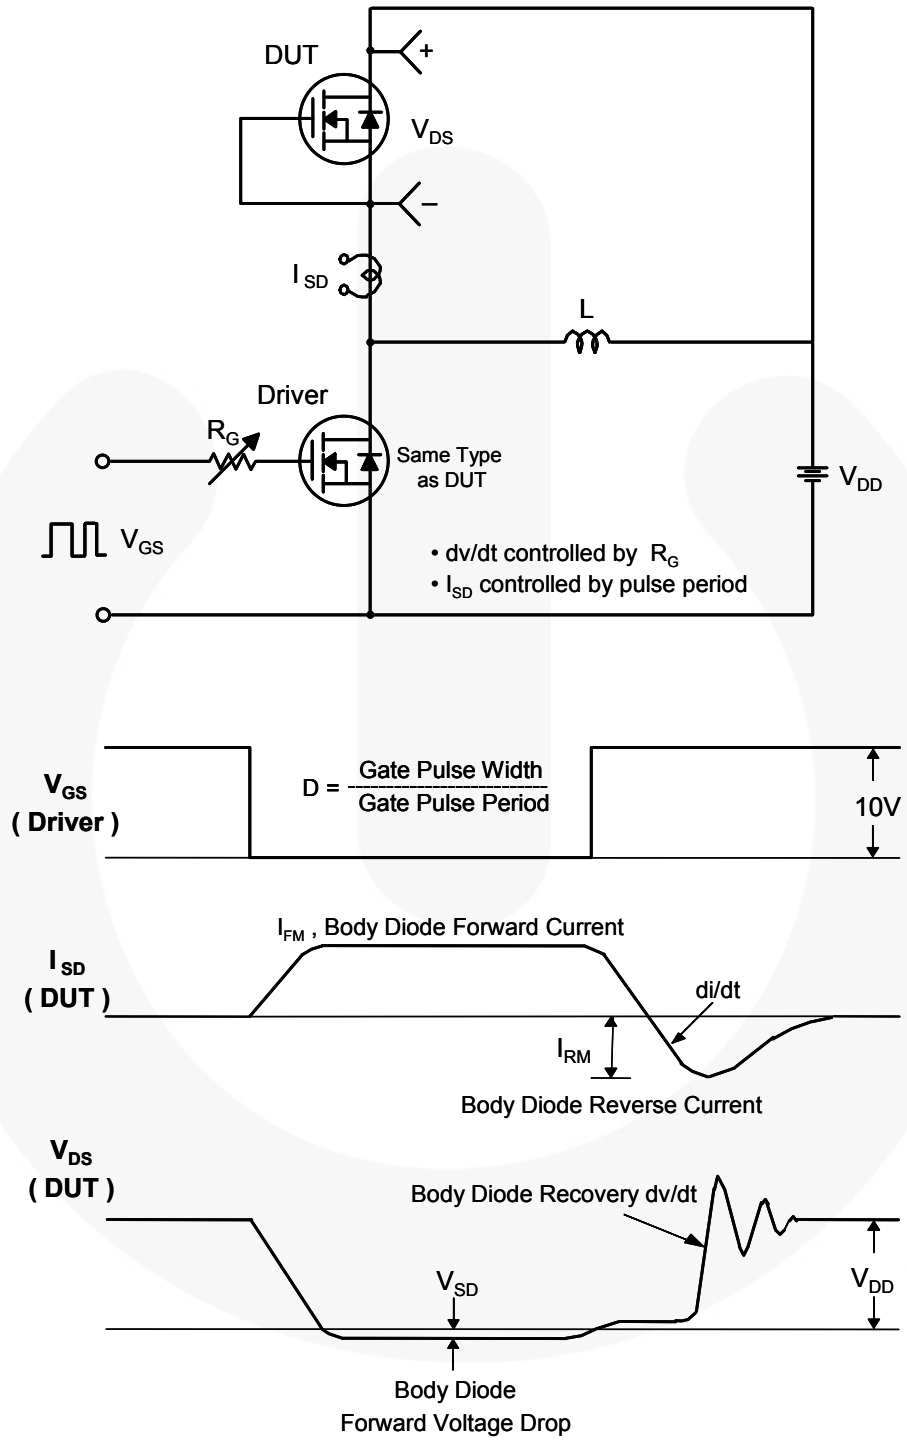 DUT
+
V_DS
−
I_SD
L
Driver
R_G
Same Type
as DUT
V_DD
V_GS
• dv/dt controlled by R_G
• I_SD controlled by pulse period
V_GS
( Driver )
D = Gate Pulse Width
Gate Pulse Period
10V
I_FM , Body Diode Forward Current
I_SD
( DUT )
di/dt
I_RM
Body Diode Reverse Current
V_DS
( DUT )
Body Diode Recovery dv/dt
V_SD
V_DD
Body Diode
Forward Voltage Drop